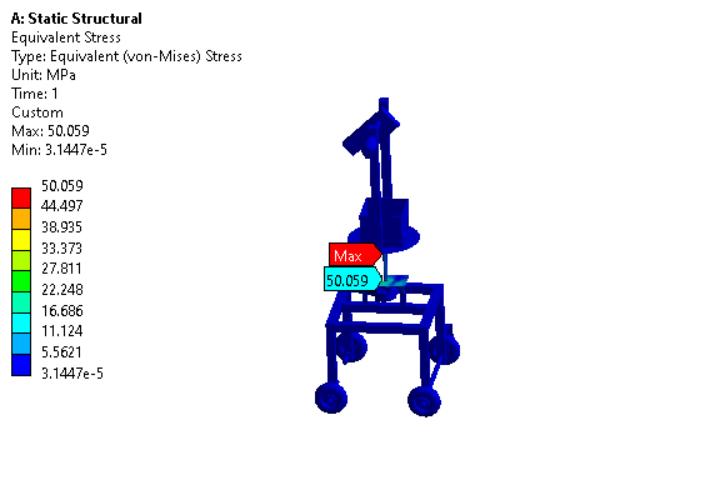 A: Static Structural
Equivalent Stress
Type: Equivalent (von-Mises) Stress
Unit: MPa
Time: 1
Custom
Max: 50.059
Min: 3.1447e-5
50.059
44.497
38.935
33.373
27.811
22.248
16.686
11.124
5.5621
3.1447e-5
Max
50.059